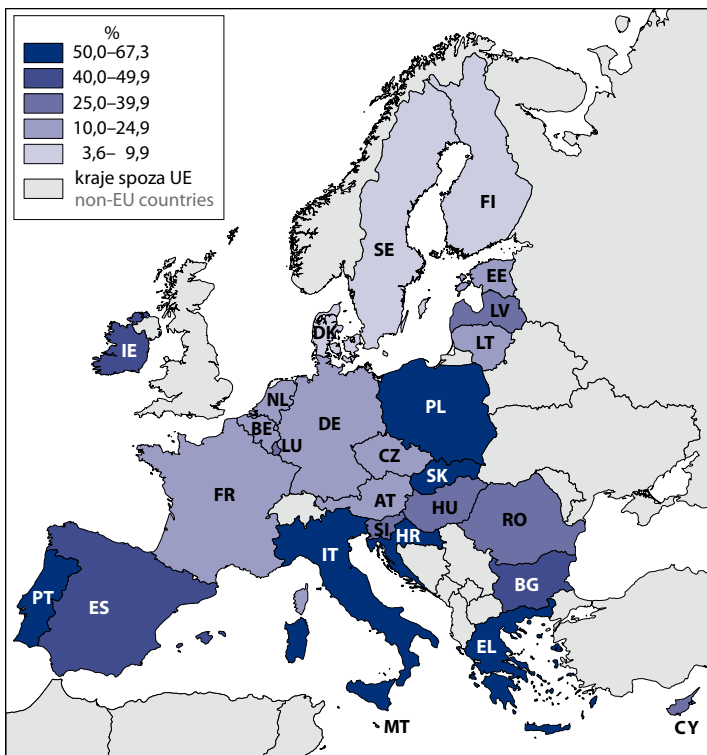 %
50,0–67,3
40,0–49,9
25,0–39,9
10,0–24,9
3,6– 9,9
kraje spoza UE
non-EU countries
FI
SE
EE
LV
DK
LT
IE
NL
PL
DE
BE
LU
CZ
SK
FR
AT
HU
RO
SI
HR
IT
BG
PT
ES
EL
MT
CY